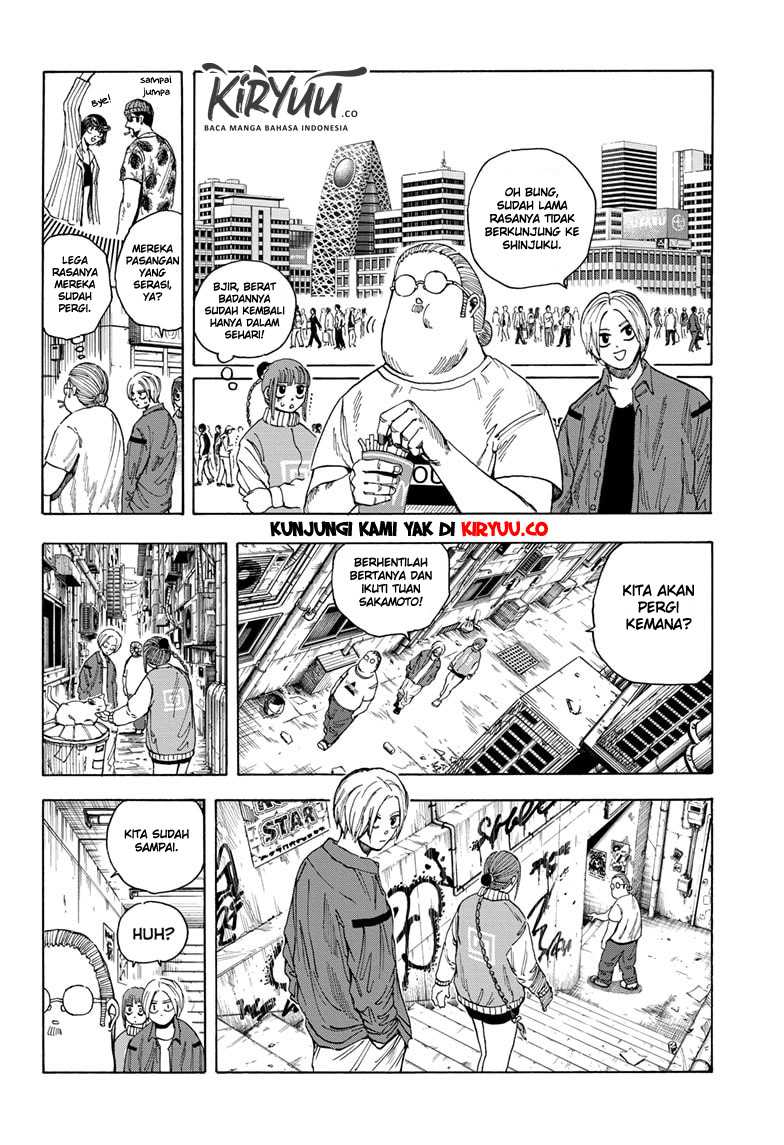 KIRYUU.CO
BACA MANGA BAHASA INDONESIA
OH BUNG,
SUDAH LAMA
RASANYA TIDAK
BERKUNJUNG KE
SHINJUKU.
BJIR, BERAT
BADANNYA
SUDAH KEMBALI
HANYA DALAM
SEHARI!
sampai
jumpa
Bye!
MEREKA
PASANGAN
YANG
SERASI,
YA?
LEGA
RASANYA
MEREKA
SUDAH
PERGI.
KUNJUNGI KAMI YAK DI KIRYUU.CO
KITA AKAN
PERGI
KEMANA?
BERHENTILAH
BERTANYA DAN
IKUTI TUAN
SAKAMOTO!
STAR
KITA SUDAH
SAMPAI.
HUH?